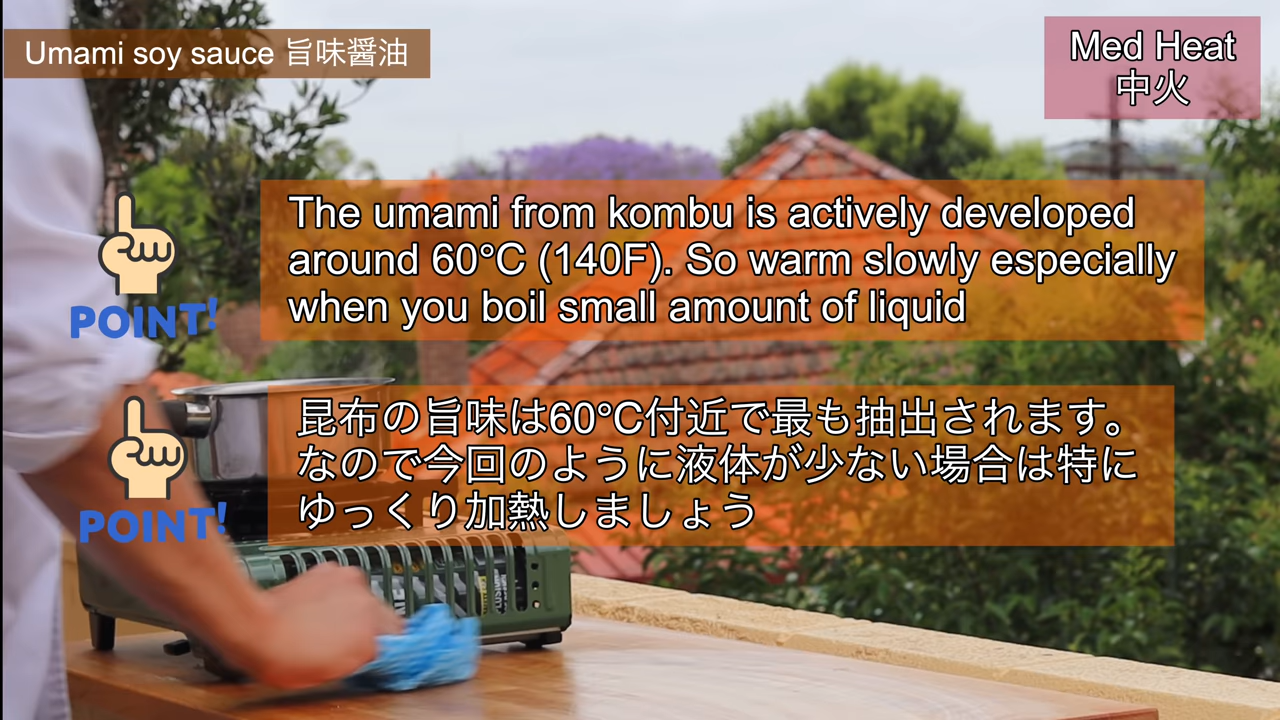 Umami soy sauce 旨味醤油
Med Heat
中火
The umami from kombu is actively developed
around 60°C (140F). So warm slowly especially
when you boil small amount of liquid
POINT!
昆布の旨味は60℃付近で最も抽出されます。
なので今回のように液体が少ない場合は特に
ゆっくり加熱しましょう
POINT!